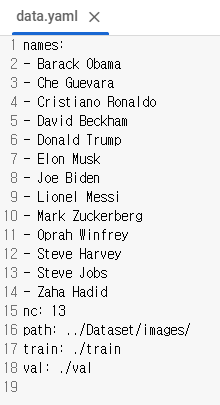 data.yaml ×
1 names:
2 - Barack Obama
3 - Che Guevara
4 - Cristiano Ronaldo
5 - David Beckham
6 - Donald Trump
7 - Elon Musk
8 - Joe Biden
9 - Lionel Messi
10 - Mark Zuckerberg
11 - Oprah Winfrey
12 - Steve Harvey
13 - Steve Jobs
14 - Zaha Hadid
15 nc: 13
16 path: ../Dataset/images/
17 train: ./train
18 val: ./val
19